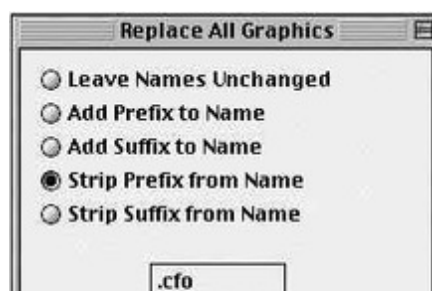 Replace All Graphics
Leave Names Unchanged
Add Prefix to Name
Add Suffix to Name
Strip Prefix from Name
Strip Suffix from Name
.cfo